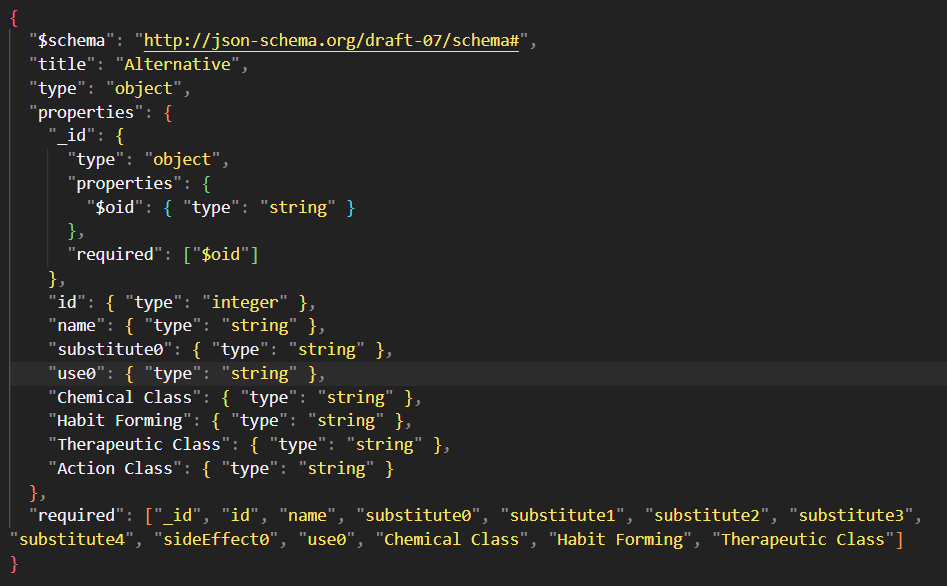 {
"$schema": "http://json-schema.org/draft-07/schema#",
"title": "Alternative",
"type": "object",
"properties": {
"_id": {
"type": "object",
"properties": {
"$oid": { "type": "string" }
},
"required": ["$oid"]
},
"id": { "type": "integer" },
"name": { "type": "string" },
"substitute0": { "type": "string" },
"use0": { "type": "string" },
"Chemical Class": { "type": "string" },
"Habit Forming": { "type": "string" },
"Therapeutic Class": { "type": "string" },
"Action Class": { "type": "string" }
},
"required": ["_id", "id", "name", "substitute0", "substitute1", "substitute2", "substitute3",
"substitute4", "sideEffect0", "use0", "Chemical Class", "Habit Forming", "Therapeutic Class"]
}